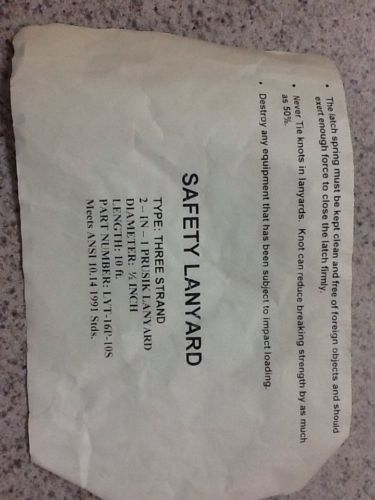 • The latch spring must be kept clean and free of foreign objects and should
exert enough force to close the latch firmly.
• Never Tie knots in lanyards. Knot can reduce breaking strength by as much
as 50%.
• Destroy any equipment that has been subject to impact loading.
SAFETY LANYARD
TYPE: THREE STRAND
2 – IN – 1 PRUSIK LANYARD
DIAMETER: ½ INCH
LENGTH: 10 ft.
PART NUMBER: LYT-16P-10S
Meets ANSI 10.14 1991 Stds.